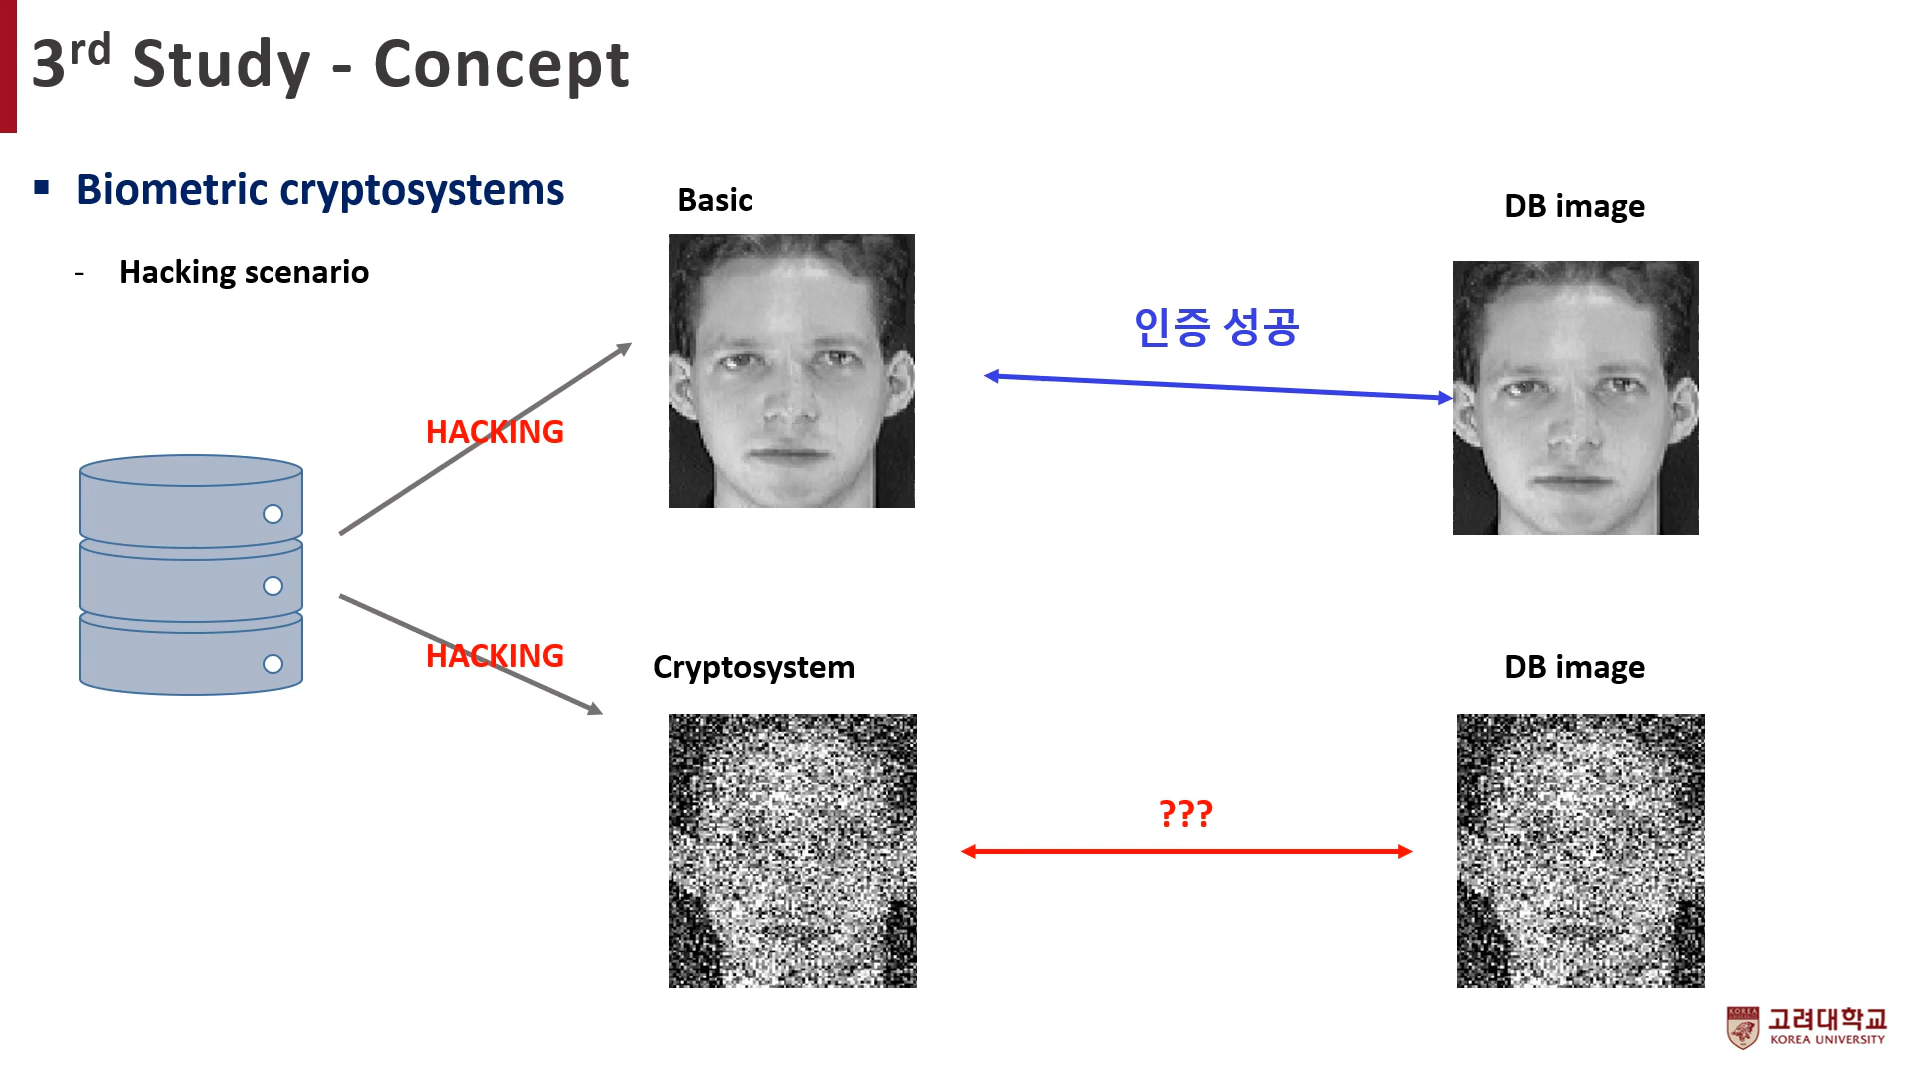 3rd Study - Concept
▪ Biometric cryptosystems
- Hacking scenario
Basic
DB image
인증 성공
HACKING
HACKING
Cryptosystem
DB image
???
KOREA
고려대학교
KOREA UNIVERSITY